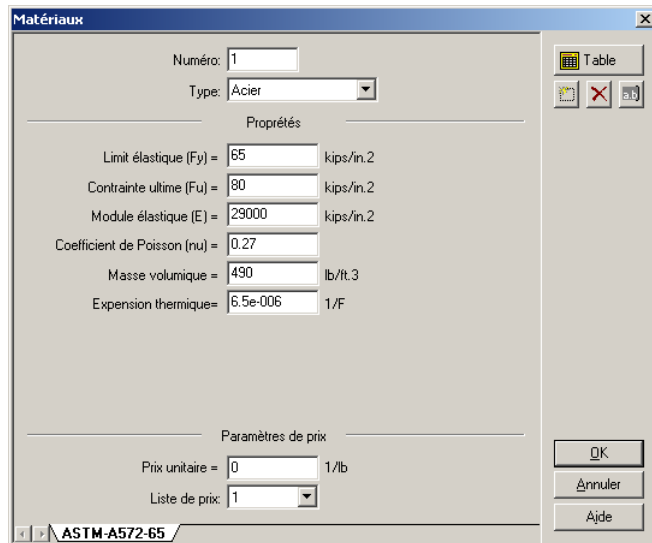 Matériaux
Numéro: 1
Table
Type: Acier
Proprétés
Limit élastique (Fy) = 65 kips/in.2
Contrainte ultime (Fu) = 80 kips/in.2
Module élastique (E) = 29000 kips/in.2
Coefficient de Poisson (nu) = 0.27
Masse volumique = 490 lb/ft.3
Expension thermique= 6.5e-006 1/F
Paramètres de prix
Prix unitaire = 0 1/lb
Liste de prix: 1
OK
Annuler
Aide
ASTM-A572-65